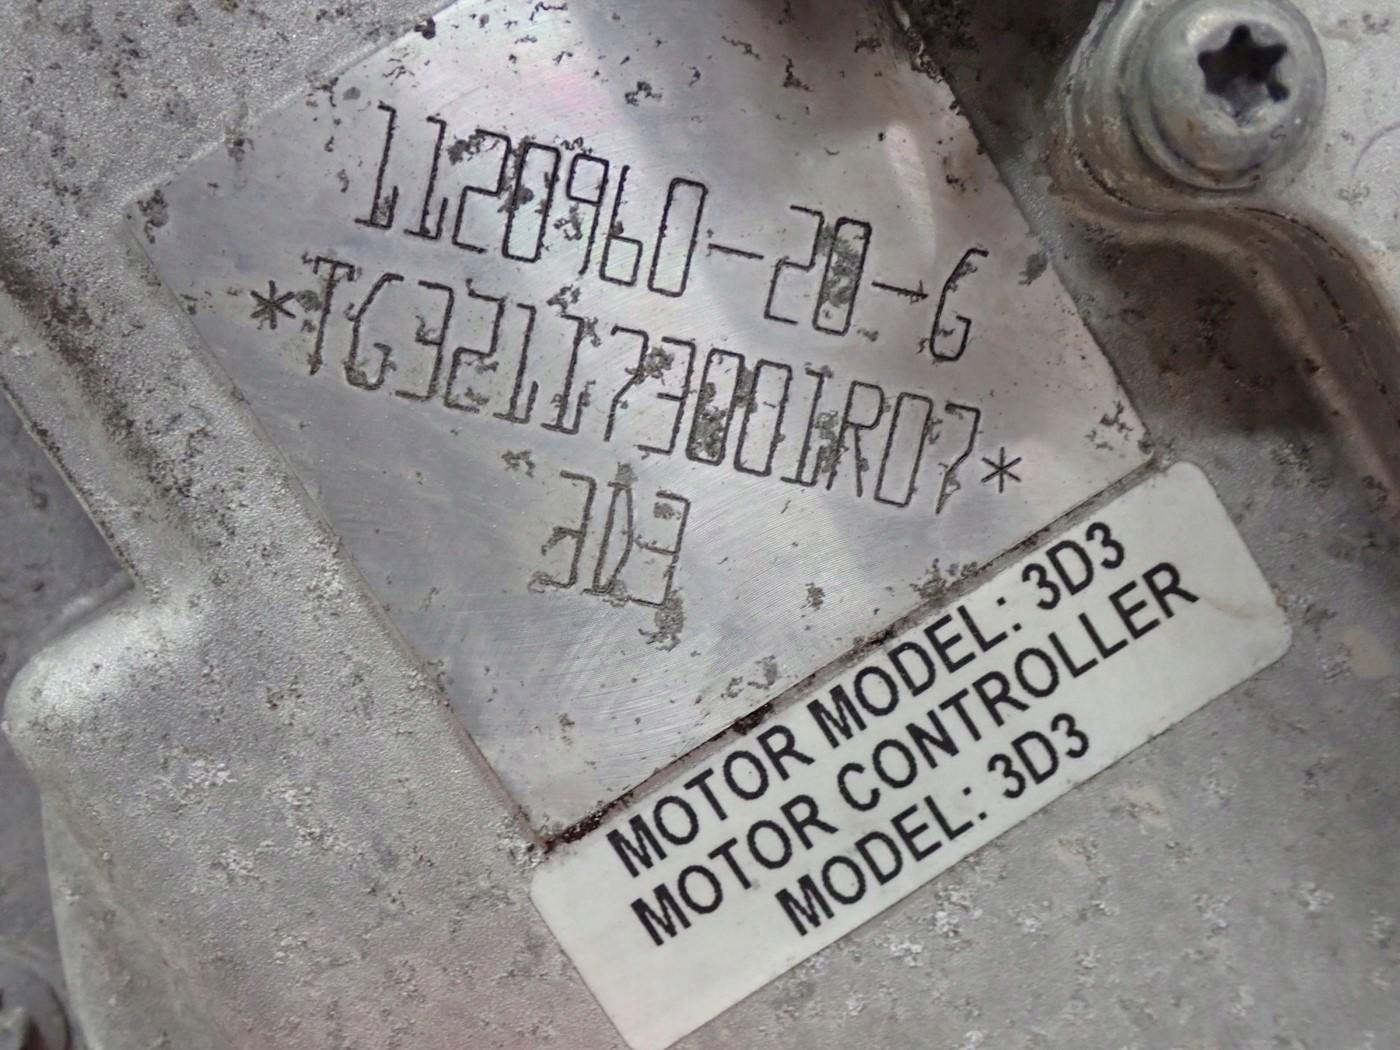 1120960-20-G
*TG321173001R07*
3D3
MOTOR MODEL: 3D3
MOTOR CONTROLLER
MODEL: 3D3